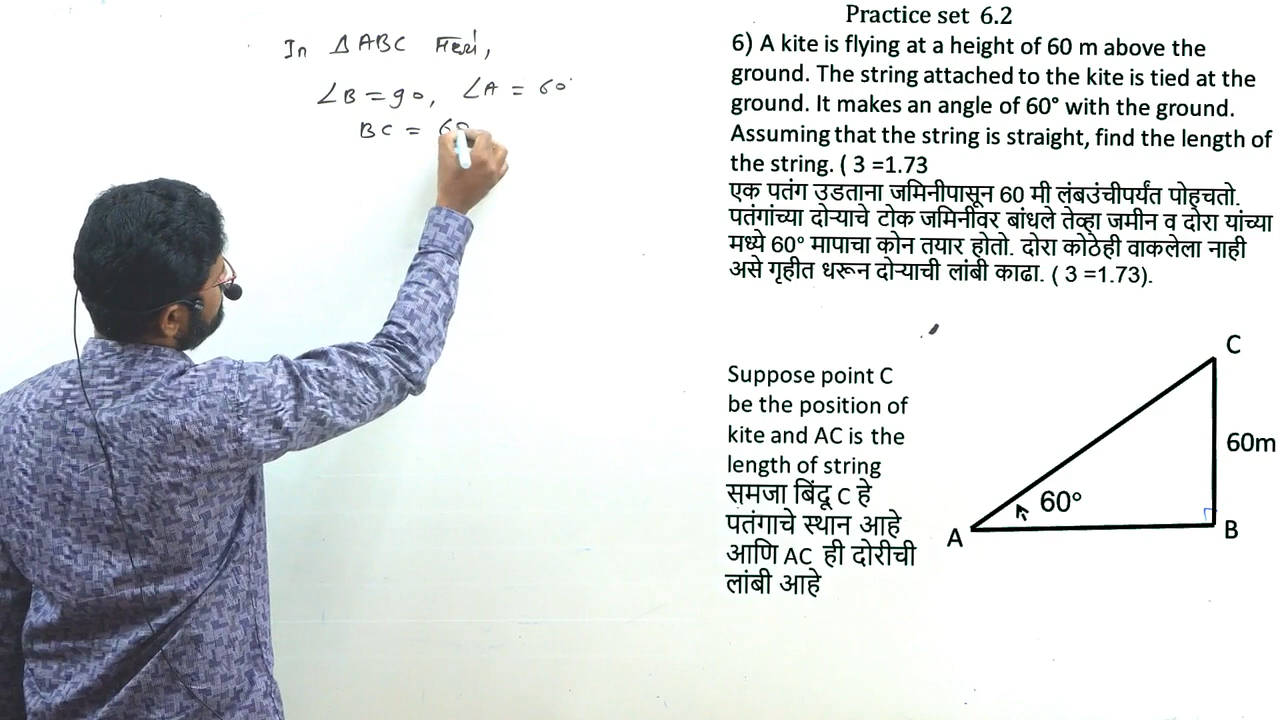 In ΔABC मध्ये,
∠B = 90, ∠A = 60°
BC = 60
Practice set 6.2
6) A kite is flying at a height of 60 m above the
ground. The string attached to the kite is tied at the
ground. It makes an angle of 60° with the ground.
Assuming that the string is straight, find the length of
the string. ( 3 =1.73
एक पतंग उडताना जमिनीपासून 60 मी लंबउंचीपर्यंत पोहचतो.
पतंगांच्या दोऱ्याचे टोक जमिनीवर बांधले तेव्हा जमीन व दोरा यांच्या
मध्ये 60° मापाचा कोन तयार होतो. दोरा कोठेही वाकलेला नाही
असे गृहीत धरून दोऱ्याची लांबी काढा. ( 3 =1.73).
Suppose point C
be the position of
kite and AC is the
length of string
समजा बिंदू C हे
पतंगाचे स्थान आहे
आणि AC ही दोरीची
लांबी आहे
C
60m
60°
A
B